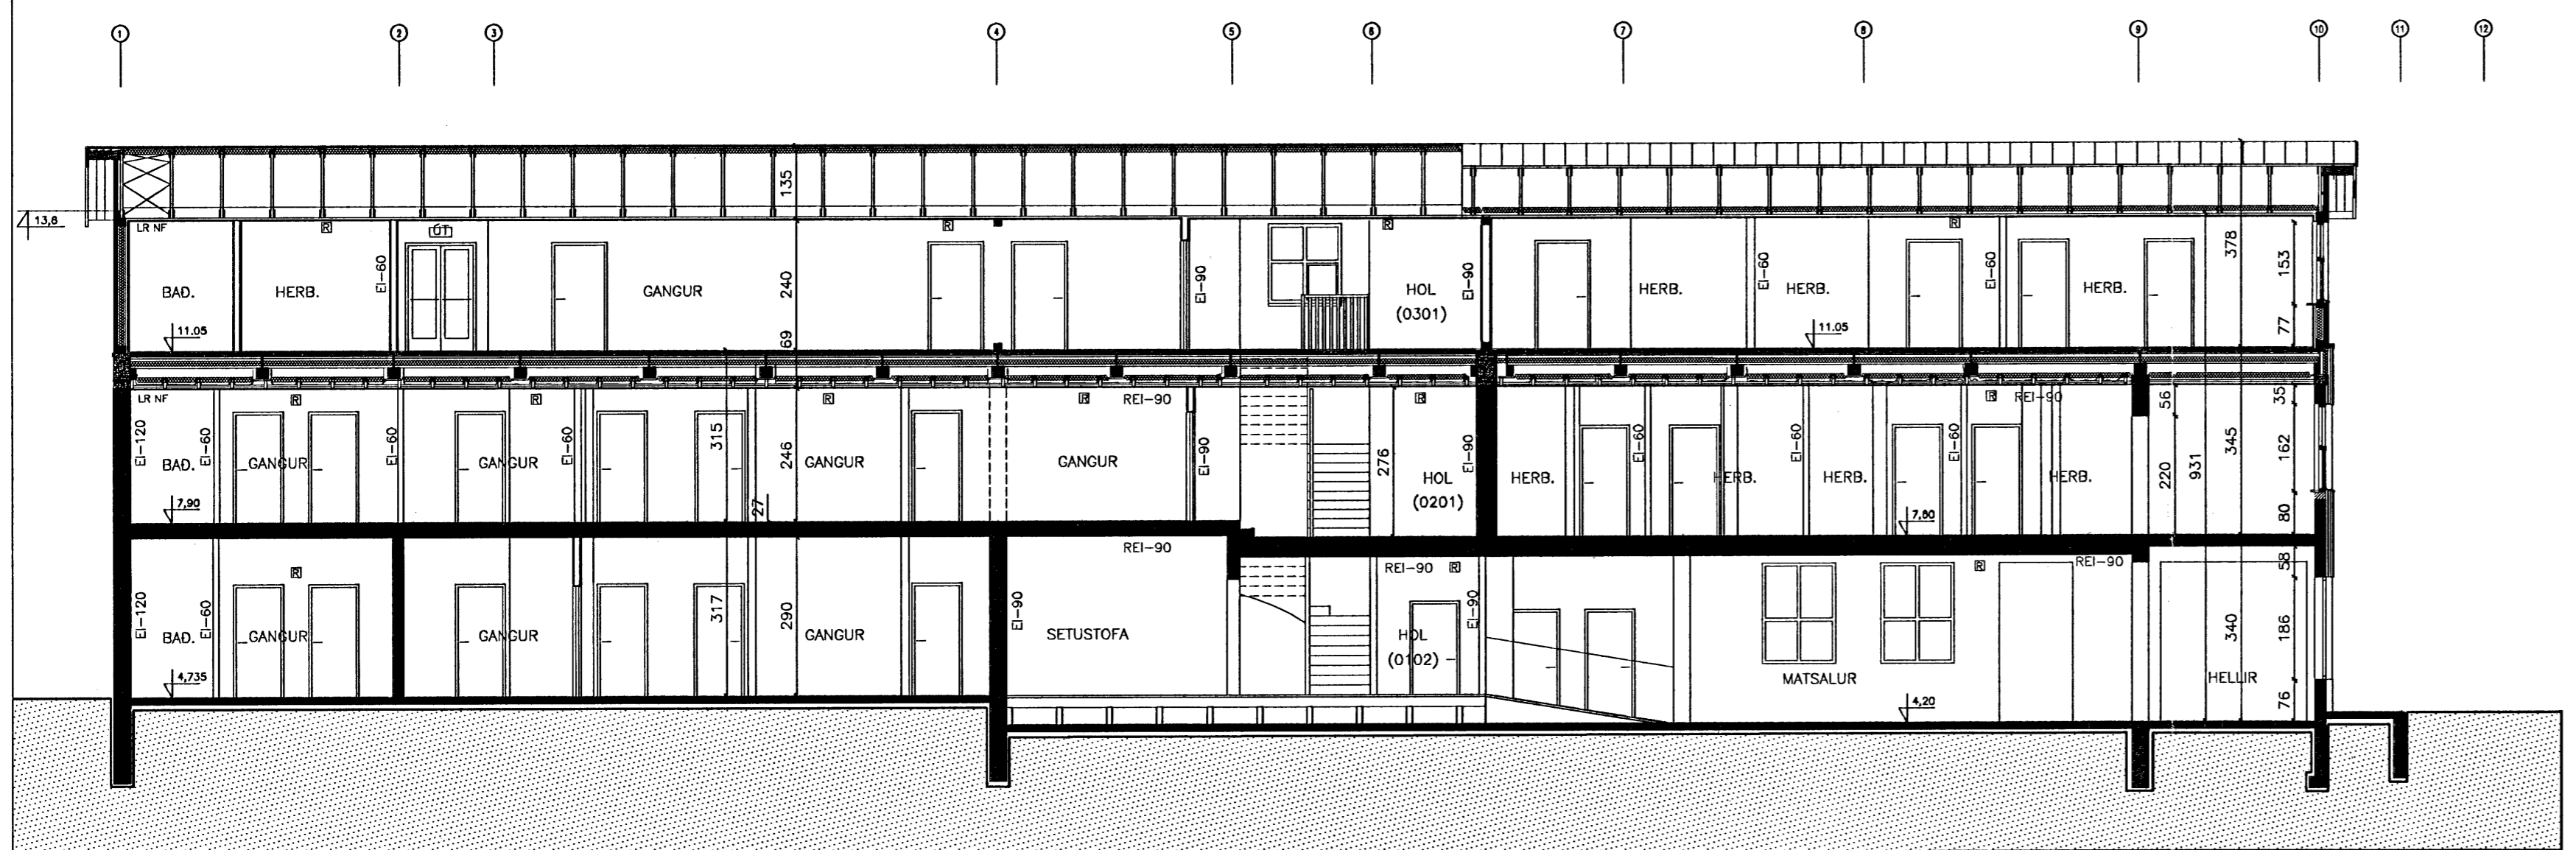 1 2 3 4 5 6 7 8 9 10 11 12
135
13,6
LR NF R ÚT R R R
BAÐ. HERB. EI-60 GANGUR 240 EI-90 HOL EI-90 HERB. EI-60 HERB. EI-60 HERB. 378 153
(0301)
11.05 69 11.05 77
LR NF R R R R REI-90 R R REI-90 56 35
EI-120 BAÐ. EI-60 GANGUR EI-60 GANGUR EI-60 315 246 GANGUR GANGUR EI-90 276 HOL EI-90 HERB. EI-60 HERB. EI-60 HERB. EI-60 HERB. 220 931 345 162
(0201)
7,90 27 7,60 80
REI-90 REI-90 R R REI-90 58
R
EI-120 BAÐ. EI-60 GANGUR GANGUR 317 290 GANGUR EI-90 SETUSTOFA HOL EI-90 340 186
(0102)
MATSALUR HELLIR
4,735 4,20 76